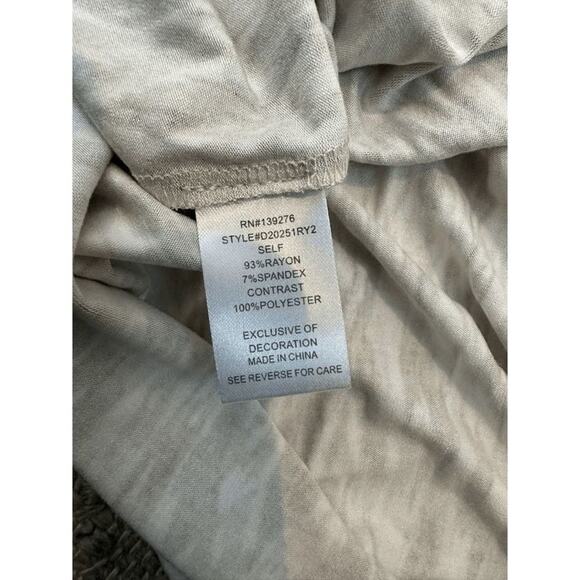 RN#139276
STYLE#D20251RY2
SELF
93%RAYON
7%SPANDEX
CONTRAST
100%POLYESTER
EXCLUSIVE OF
DECORATION
MADE IN CHINA
SEE REVERSE FOR CARE